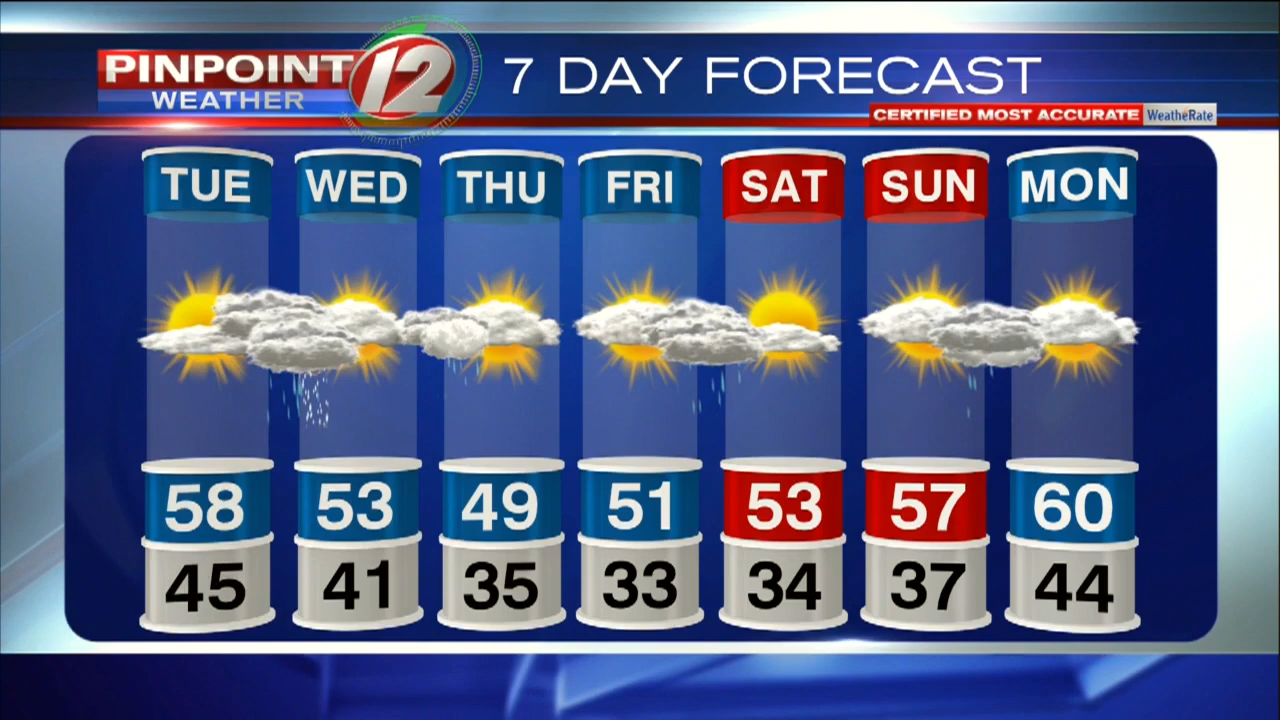 PINPOINT 12
WEATHER
7 DAY FORECAST
CERTIFIED MOST ACCURATE WeatheRate
TUE WED THU FRI SAT SUN MON
58 53 49 51 53 57 60
45 41 35 33 34 37 44